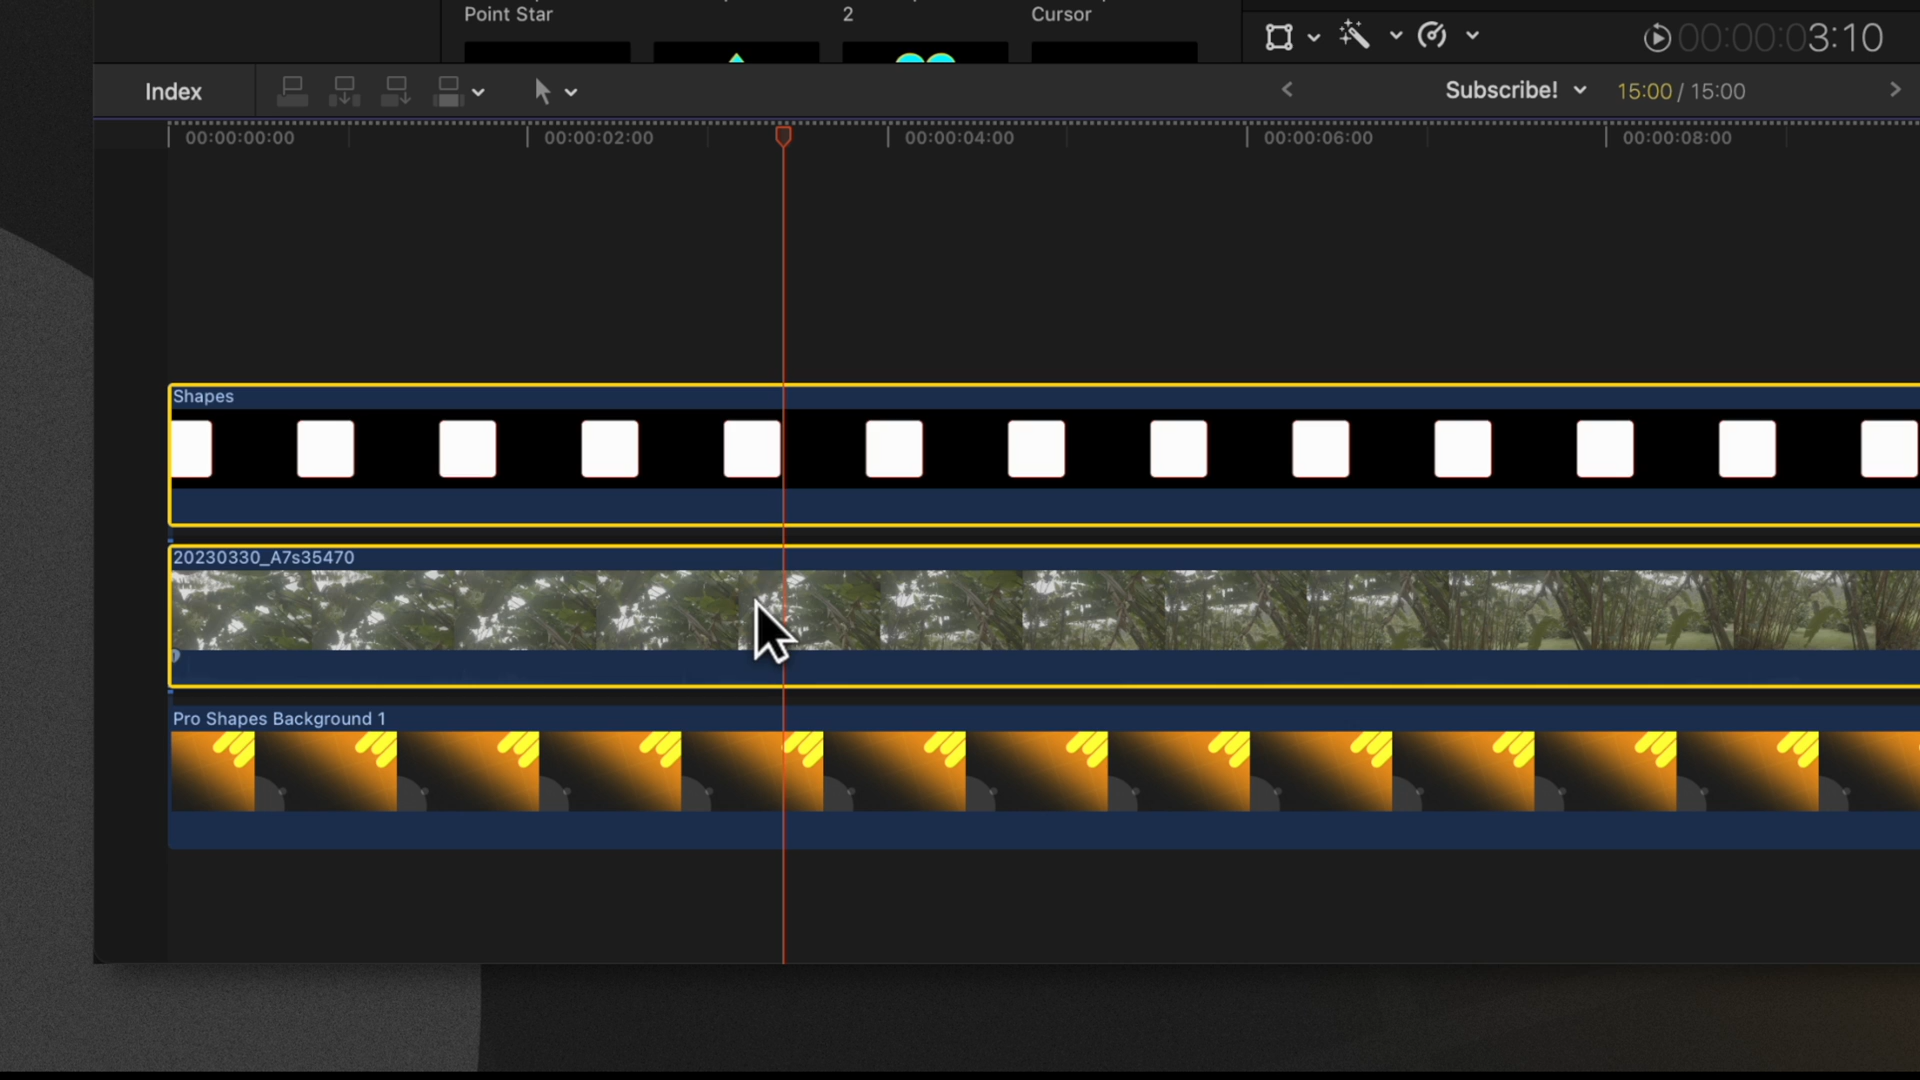 Point Star
2
Cursor
00:00:00:03:10
Index
Subscribe!
15:00 / 15:00
00:00:00:00
00:00:02:00
00:00:04:00
00:00:06:00
00:00:08:00
Shapes
20230330_A7s35470
Pro Shapes Background 1